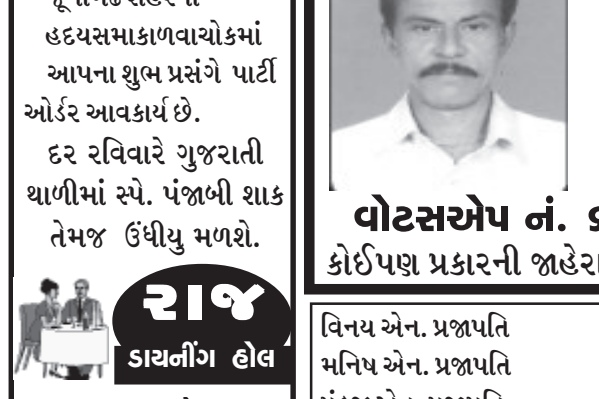 હૃદયસમાકાળવાચોકમાં
આપના શુભ પ્રસંગે પાર્ટી
ઓર્ડર આવકાર્ય છે.
દર રવિવારે ગુજરાતી
થાળીમાં સ્પે. પંજાબી શાક
તેમજ ઉંધીયુ મળશે.
રાજ
ડાયનીંગ હોલ
વોટસએપ નં.
કોઈપણ પ્રકારની
વિનય એન. પ્રજાપતિ
મનિષ એન. પ્રજાપતિ